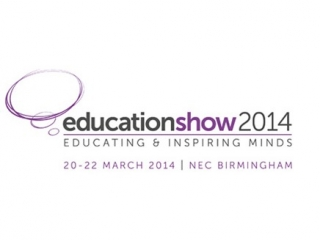 educationshow2014
EDUCATING & INSPIRING MINDS
20-22 MARCH 2014 | NEC BIRMINGHAM